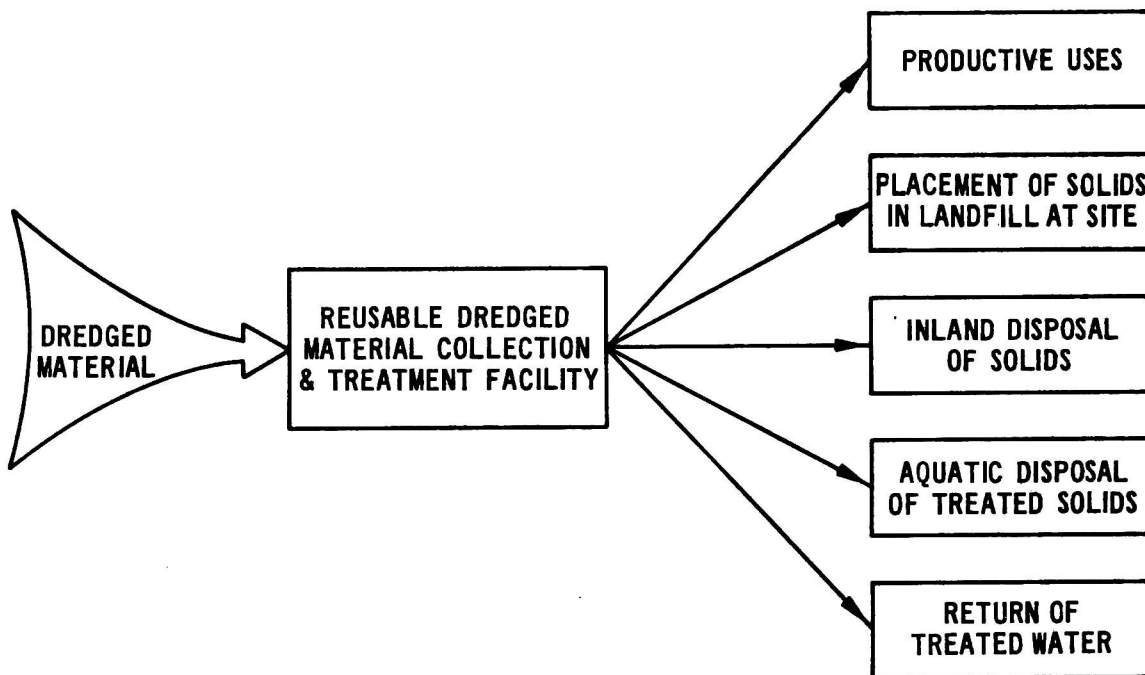 DREDGED
MATERIAL
REUSABLE DREDGED
MATERIAL COLLECTION
& TREATMENT FACILITY
PRODUCTIVE USES
PLACEMENT OF SOLIDS
IN LANDFILL AT SITE
INLAND DISPOSAL
OF SOLIDS
AQUATIC DISPOSAL
OF TREATED SOLIDS
RETURN OF
TREATED WATER